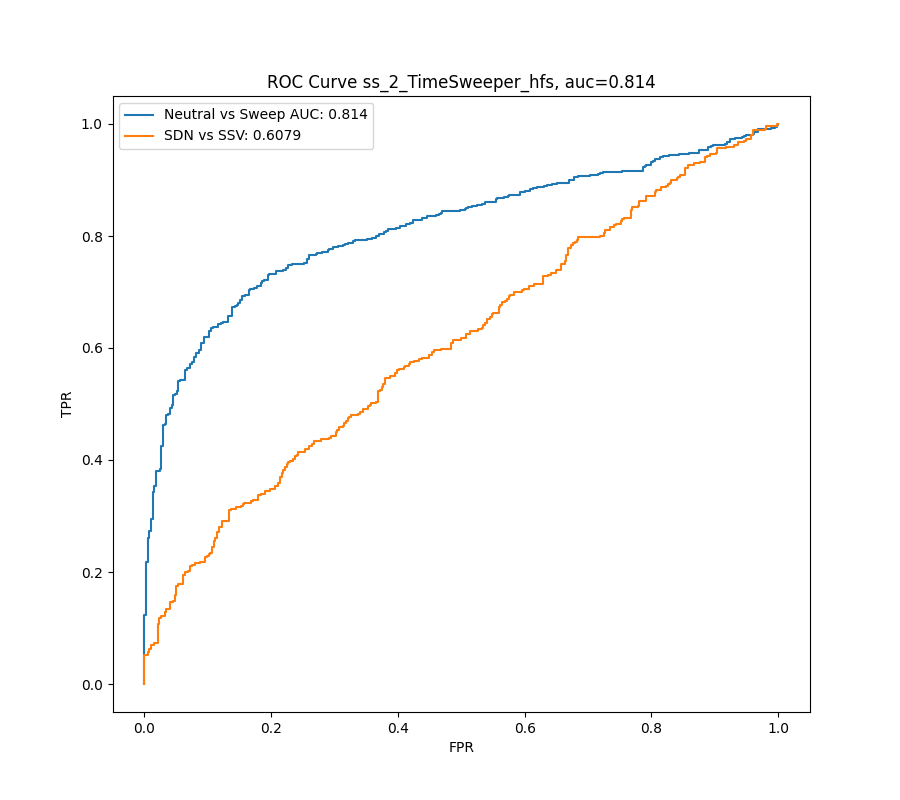 ROC Curve ss_2_TimeSweeper_hfs, auc=0.814
Neutral vs Sweep AUC: 0.814
SDN vs SSV: 0.6079
1.0
0.8
0.6
0.4
0.2
0.0
TPR
0.0 0.2 0.4 0.6 0.8 1.0
FPR